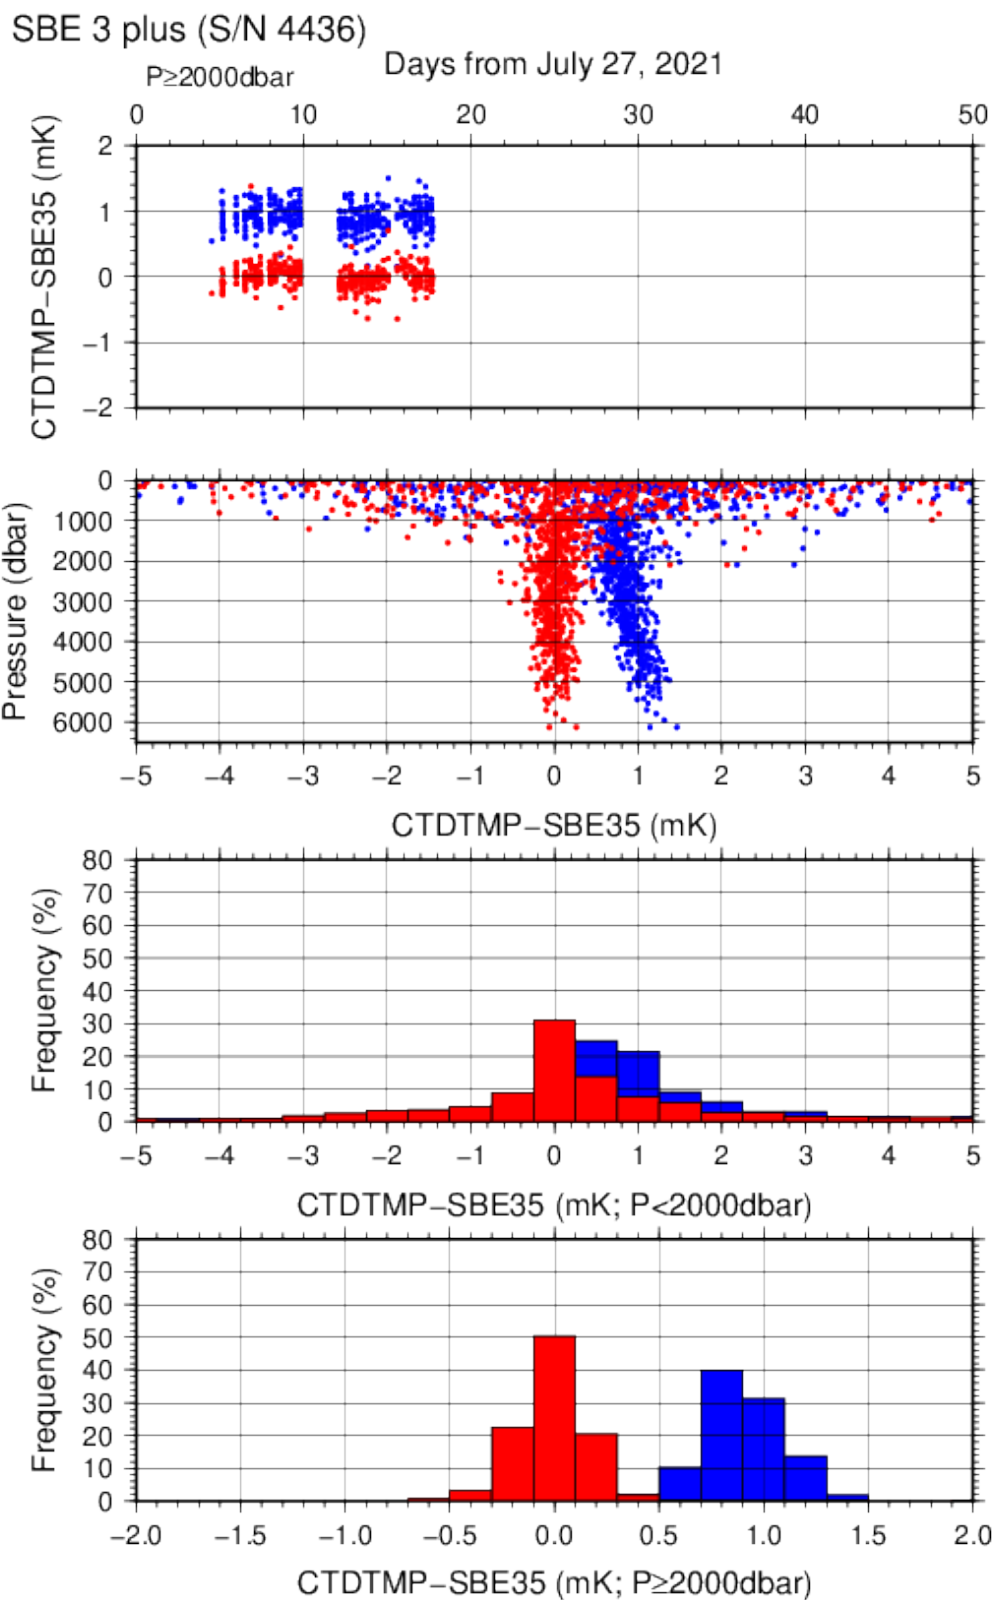 SBE 3 plus (S/N 4436)
P≥2000dbar
Days from July 27, 2021
0 10 20 30 40 50
CTDTMP−SBE35 (mK)
2
1
0
−1
−2
Pressure (dbar)
0
1000
2000
3000
4000
5000
6000
−5 −4 −3 −2 −1 0 1 2 3 4 5
CTDTMP−SBE35 (mK)
Frequency (%)
80
70
60
50
40
30
20
10
0
−5 −4 −3 −2 −1 0 1 2 3 4 5
CTDTMP−SBE35 (mK; P<2000dbar)
Frequency (%)
80
70
60
50
40
30
20
10
0
−2.0 −1.5 −1.0 −0.5 0.0 0.5 1.0 1.5 2.0
CTDTMP−SBE35 (mK; P≥2000dbar)